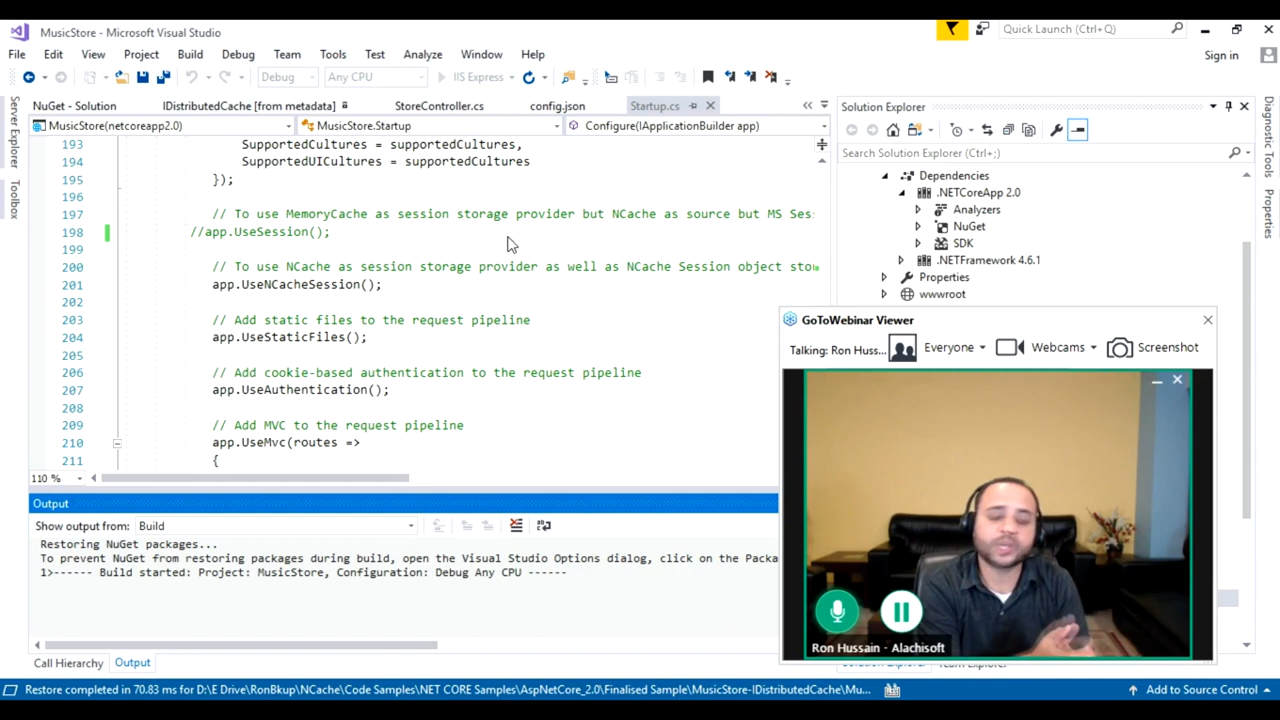 MusicStore - Microsoft Visual Studio
Quick Launch (Ctrl+Q)
File Edit View Project Build Debug Team Tools Test Analyze Window Help
Sign in
Debug Any CPU IIS Express
Server Explorer
Toolbox
NuGet - Solution IDistributedCache [from metadata] StoreController.cs config.json Startup.cs
MusicStore(netcoreapp2.0) MusicStore.Startup Configure(IApplicationBuilder app)
193 SupportedCultures = supportedCultures,
194 SupportedUICultures = supportedCultures
195 });
196
197 // To use MemoryCache as session storage provider but NCache as source but MS Ses
198 //app.UseSession();
199
200 // To use NCache as session storage provider as well as NCache Session object sto
201 app.UseNCacheSession();
202
203 // Add static files to the request pipeline
204 app.UseStaticFiles();
205
206 // Add cookie-based authentication to the request pipeline
207 app.UseAuthentication();
208
209 // Add MVC to the request pipeline
210 app.UseMvc(routes =>
211 {
110 %
Output
Show output from: Build
Restoring NuGet packages...
To prevent NuGet from restoring packages during build, open the Visual Studio Options dialog, click on the Packa
1>------ Build started: Project: MusicStore, Configuration: Debug Any CPU ------
Call Hierarchy Output
Solution Explorer
Search Solution Explorer (Ctrl+;)
Dependencies
.NETCoreApp 2.0
Analyzers
NuGet
SDK
.NETFramework 4.6.1
Properties
wwwroot
Diagnostic Tools
Properties
GoToWebinar Viewer
Talking: Ron Huss...
Everyone
Webcams
Screenshot
Ron Hussain - Alachisoft
Solution Explorer Team Explorer
Restore completed in 70.83 ms for D:\E Drive\RonBkup\NCache\Code Samples\NET CORE Samples\AspNetCore_2.0\Finalised Sample\MusicStore-IDistributedCache\Mu...
Add to Source Control